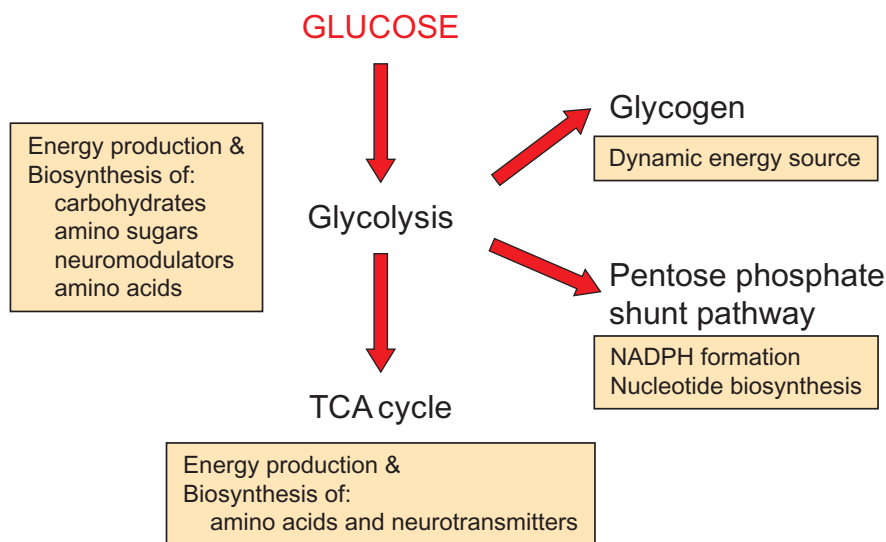 GLUCOSE
Glycogen
Dynamic energy source
Energy production &
Biosynthesis of:
carbohydrates
amino sugars
neuromodulators
amino acids
Glycolysis
Pentose phosphate
shunt pathway
NADPH formation
Nucleotide biosynthesis
TCA cycle
Energy production &
Biosynthesis of:
amino acids and neurotransmitters